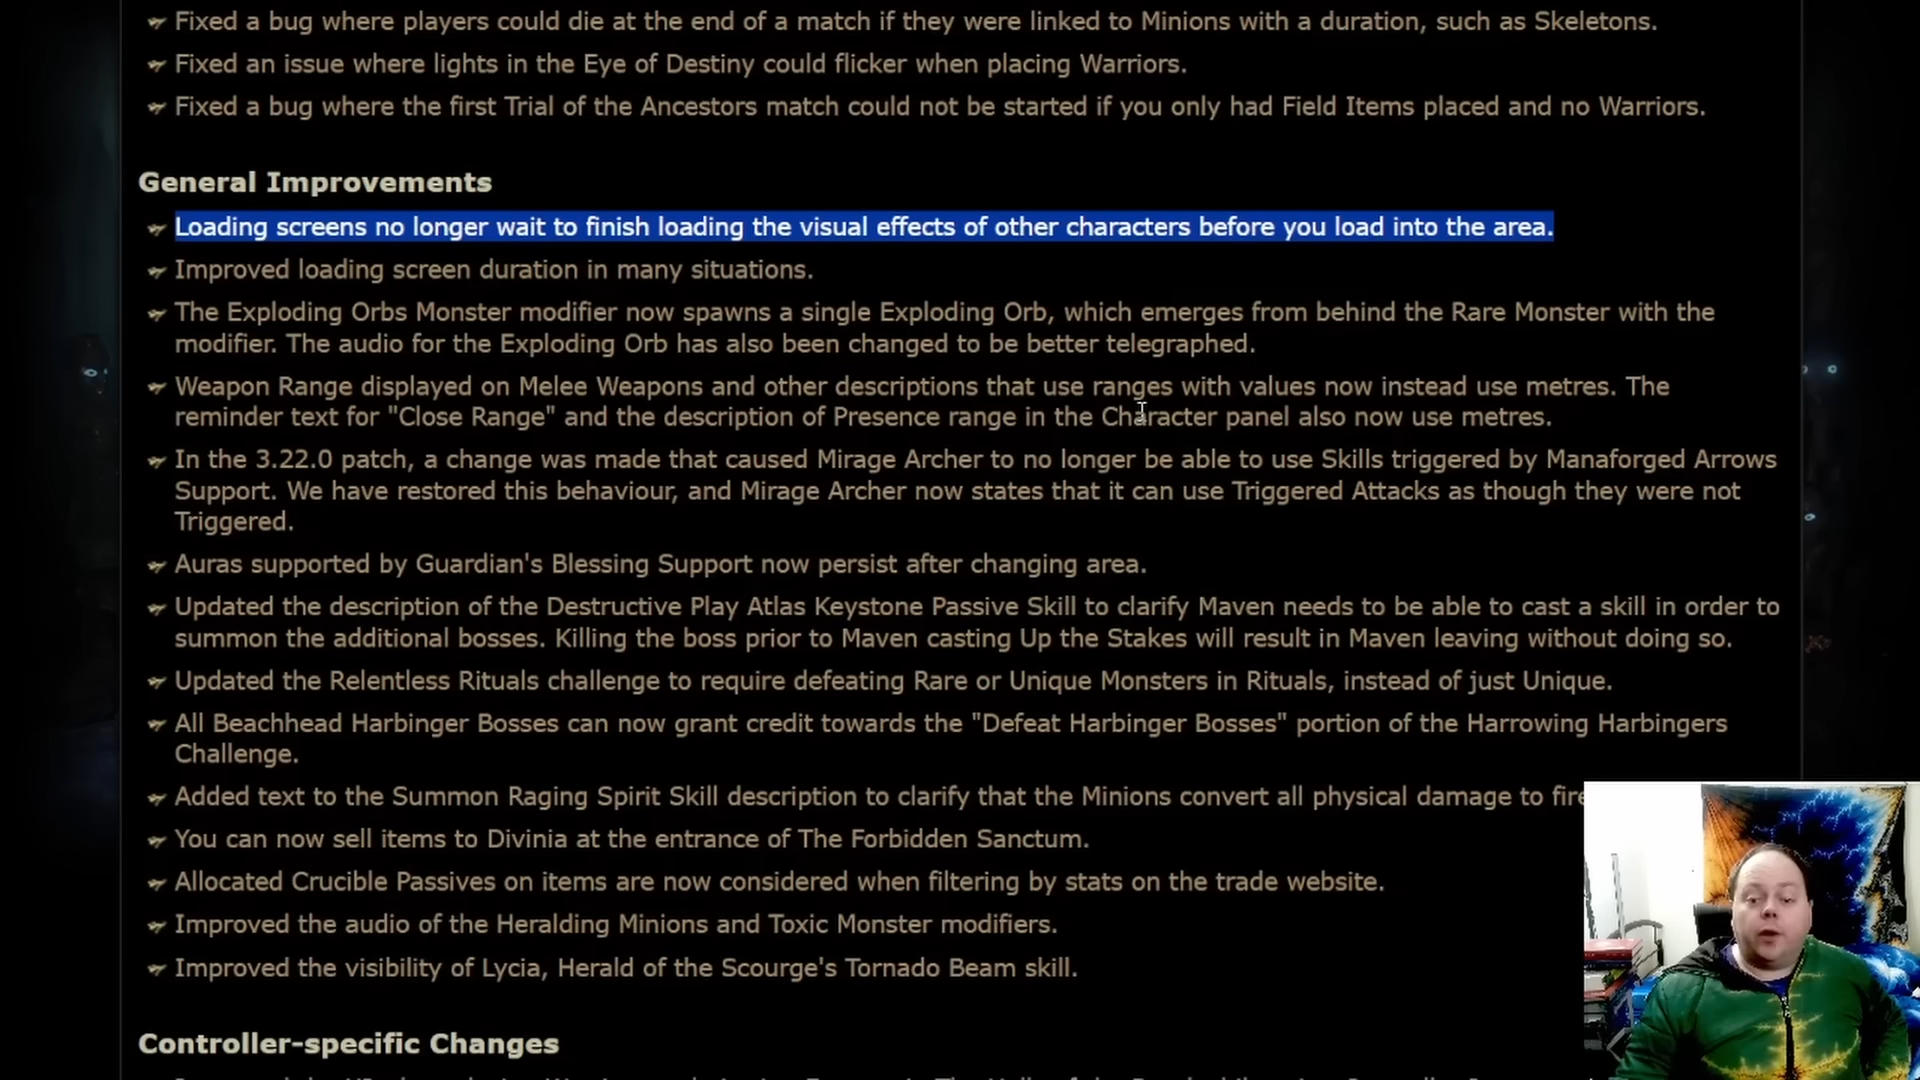 Fixed a bug where players could die at the end of a match if they were linked to Minions with a duration, such as Skeletons.
Fixed an issue where lights in the Eye of Destiny could flicker when placing Warriors.
Fixed a bug where the first Trial of the Ancestors match could not be started if you only had Field Items placed and no Warriors.
General Improvements
Loading screens no longer wait to finish loading the visual effects of other characters before you load into the area.
Improved loading screen duration in many situations.
The Exploding Orbs Monster modifier now spawns a single Exploding Orb, which emerges from behind the Rare Monster with the
modifier. The audio for the Exploding Orb has also been changed to be better telegraphed.
Weapon Range displayed on Melee Weapons and other descriptions that use ranges with values now instead use metres. The
reminder text for "Close Range" and the description of Presence range in the Character panel also now use metres.
In the 3.22.0 patch, a change was made that caused Mirage Archer to no longer be able to use Skills triggered by Manaforged Arrows
Support. We have restored this behaviour, and Mirage Archer now states that it can use Triggered Attacks as though they were not
Triggered.
Auras supported by Guardian's Blessing Support now persist after changing area.
Updated the description of the Destructive Play Atlas Keystone Passive Skill to clarify Maven needs to be able to cast a skill in order to
summon the additional bosses. Killing the boss prior to Maven casting Up the Stakes will result in Maven leaving without doing so.
Updated the Relentless Rituals challenge to require defeating Rare or Unique Monsters in Rituals, instead of just Unique.
All Beachhead Harbinger Bosses can now grant credit towards the "Defeat Harbinger Bosses" portion of the Harrowing Harbingers
Challenge.
Added text to the Summon Raging Spirit Skill description to clarify that the Minions convert all physical damage to fire
You can now sell items to Divinia at the entrance of The Forbidden Sanctum.
Allocated Crucible Passives on items are now considered when filtering by stats on the trade website.
Improved the audio of the Heralding Minions and Toxic Monster modifiers.
Improved the visibility of Lycia, Herald of the Scourge's Tornado Beam skill.
Controller-specific Changes